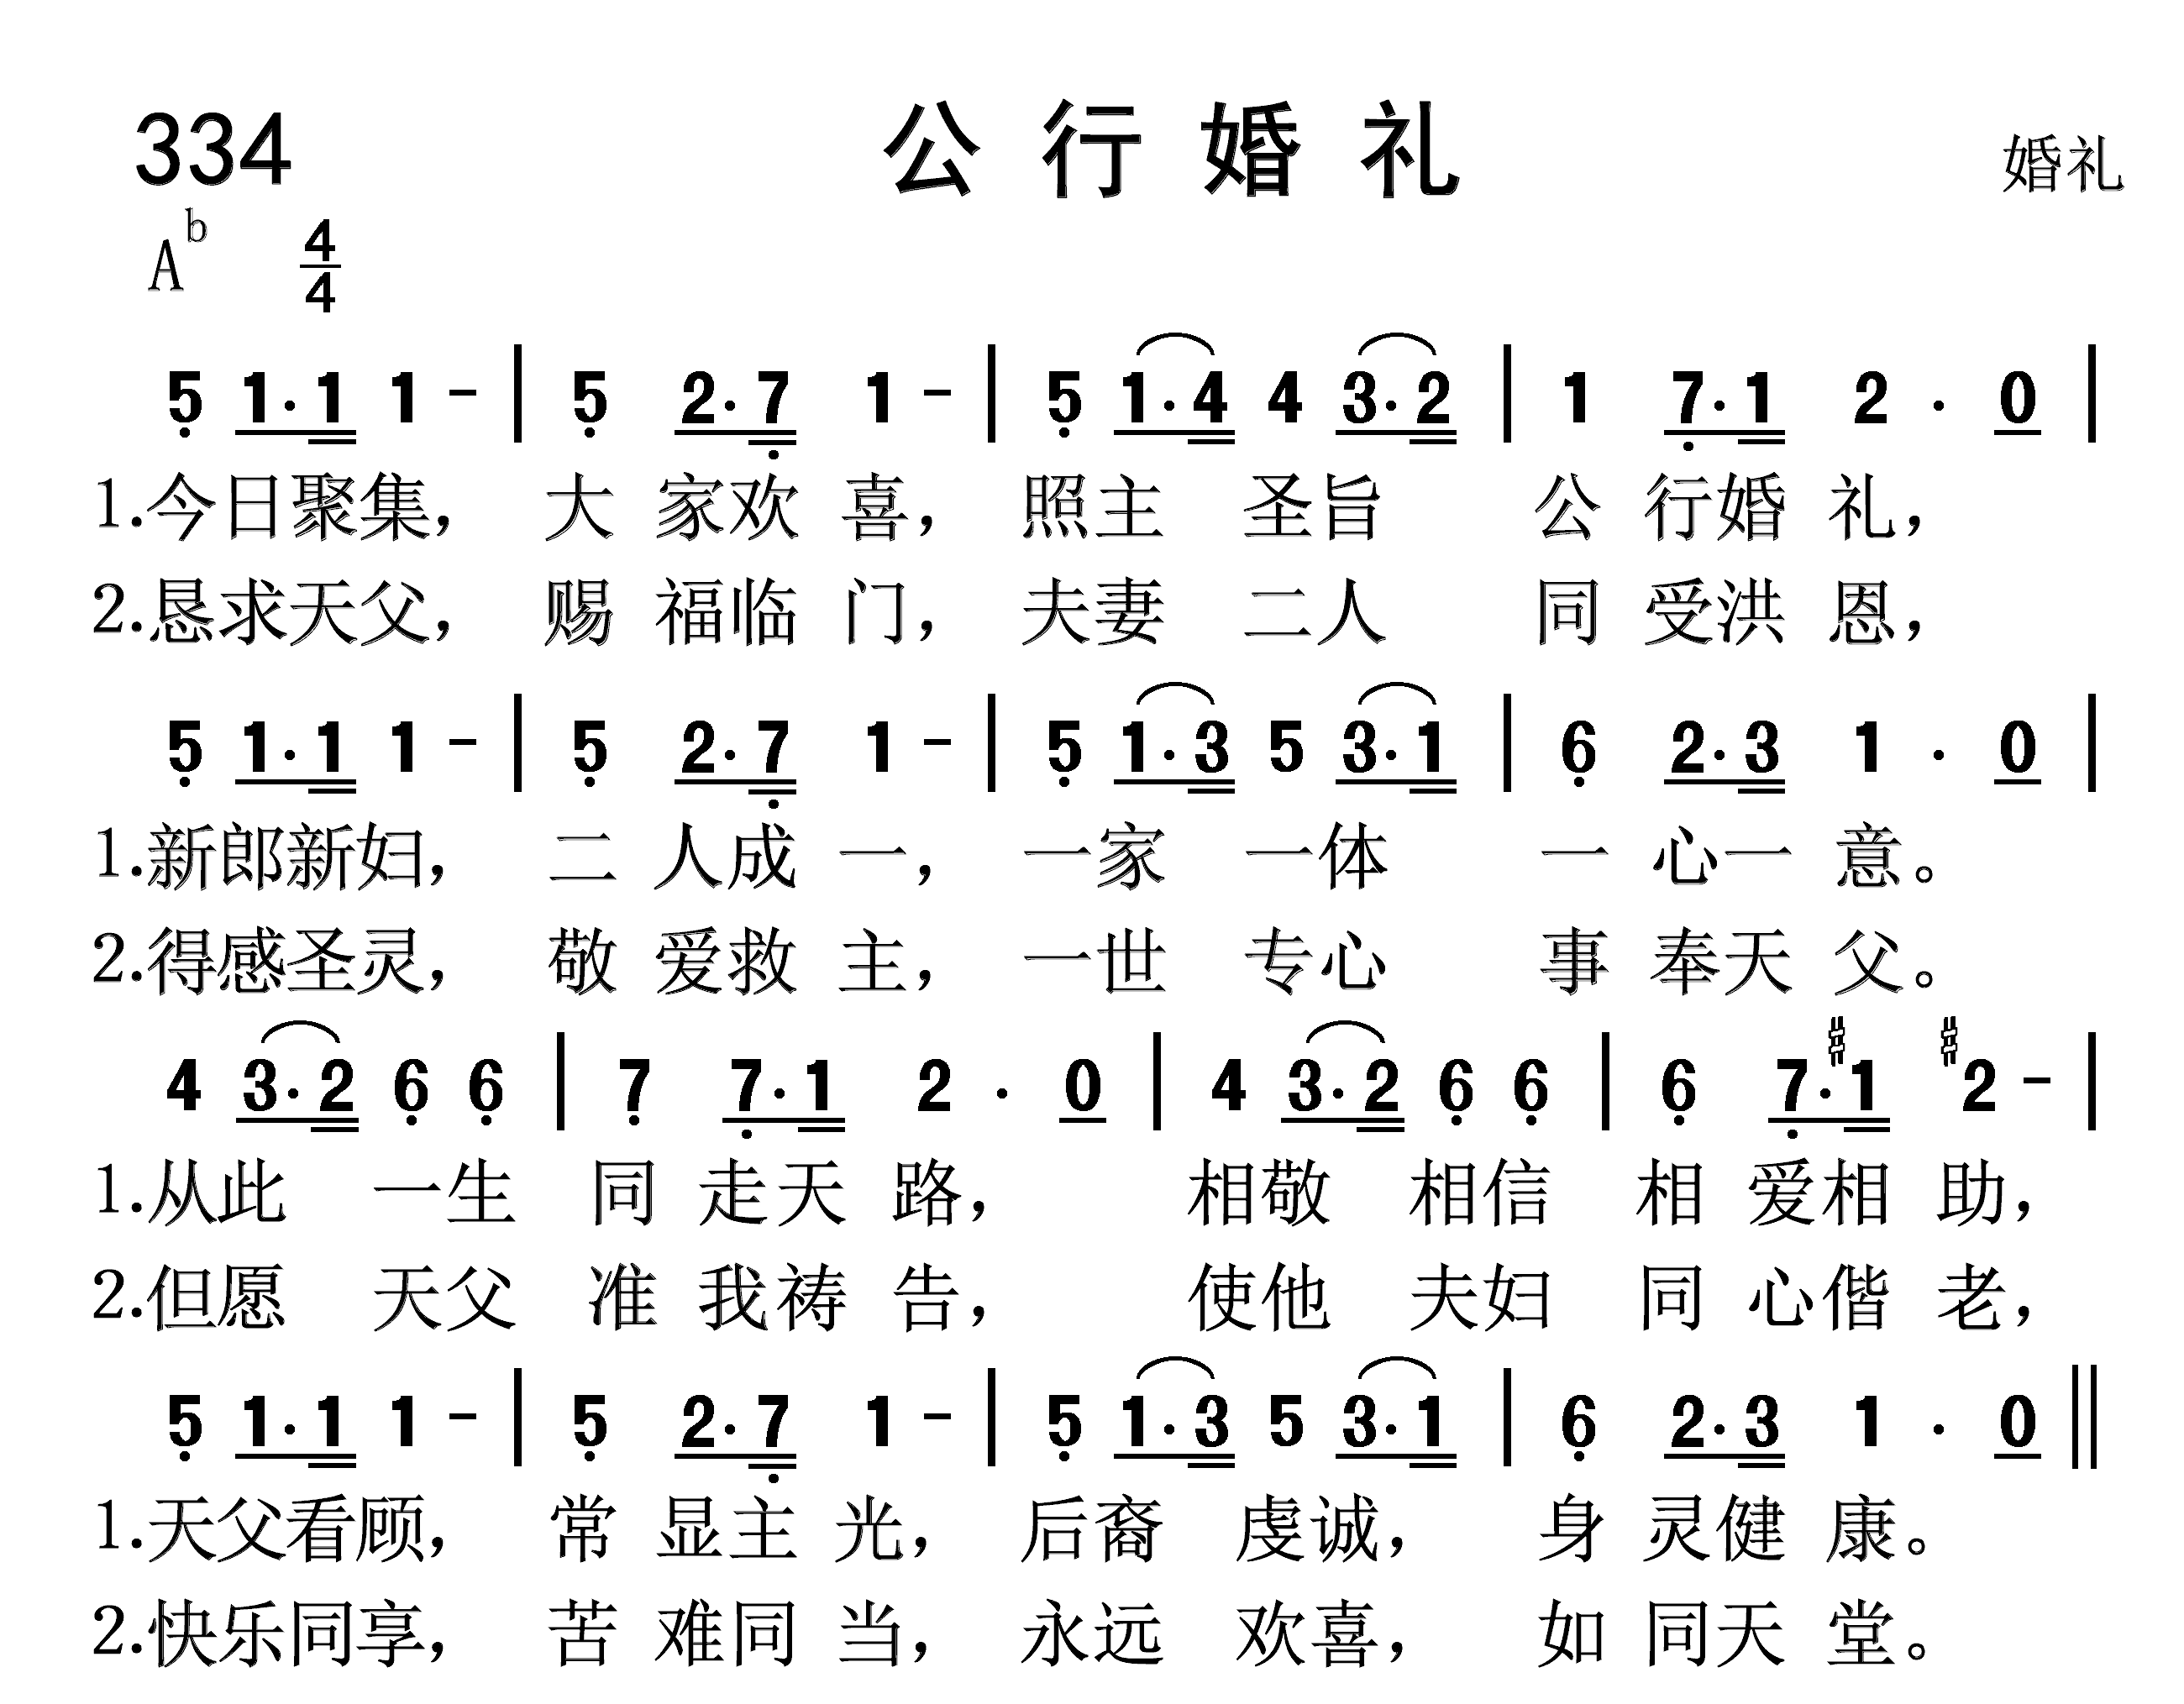 334 公行婚礼 婚礼
A♭ 4/4
5̣ 1·1 1 - | 5̣ 2·7̣ 1 - | 5̣ 1·4 4 3·2 | 1 7̣·1 2 · 0 |
1.今日聚集， 大 家欢 喜， 照主 圣旨 公 行婚 礼，
2.恳求天父， 赐 福临 门， 夫妻 二人 同 受洪 恩，
5̣ 1·1 1 - | 5̣ 2·7̣ 1 - | 5̣ 1·3 5 3·1 | 6̣ 2·3 1 · 0 |
1.新郎新妇， 二 人成 一， 一家 一体 一 心一 意。
2.得感圣灵， 敬 爱救 主， 一世 专心 事 奉天 父。
4 3·2 6̣ 6̣ | 7̣ 7̣·1 2 · 0 | 4 3·2 6̣ 6̣ | 6̣ 7̣·#1 #2 - |
1.从此 一生 同 走天 路， 相敬 相信 相 爱相 助，
2.但愿 天父 准 我祷 告， 使他 夫妇 同 心偕 老，
5̣ 1·1 1 - | 5̣ 2·7̣ 1 - | 5̣ 1·3 5 3·1 | 6̣ 2·3 1 · 0 ‖
1.天父看顾， 常 显主 光， 后裔 虔诚， 身 灵健 康。
2.快乐同享， 苦 难同 当， 永远 欢喜， 如 同天 堂。